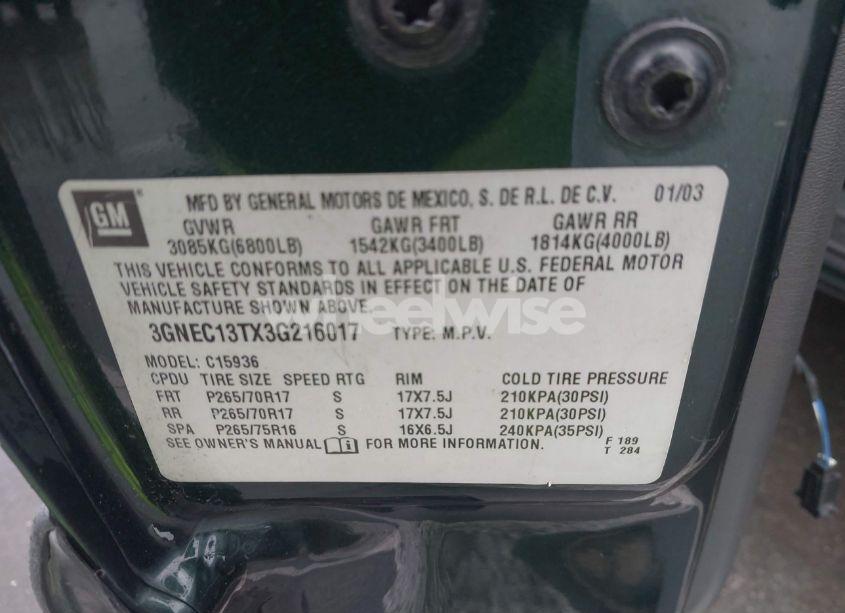 GM MFD BY GENERAL MOTORS DE MEXICO, S. DE R.L. DE C.V. 01/03
GVWR GAWR FRT GAWR RR
3085KG(6800LB) 1542KG(3400LB) 1814KG(4000LB)
THIS VEHICLE CONFORMS TO ALL APPLICABLE U.S. FEDERAL MOTOR
VEHICLE SAFETY STANDARDS IN EFFECT ON THE DATE OF
MANUFACTURE SHOWN ABOVE.
wheelwise
3GNEC13TX3G216017 TYPE: M.P.V.
MODEL: C15936
CPDU TIRE SIZE SPEED RTG RIM COLD TIRE PRESSURE
FRT P265/70R17 S 17X7.5J 210KPA(30PSI)
RR P265/70R17 S 17X7.5J 210KPA(30PSI)
SPA P265/75R16 S 16X6.5J 240KPA(35PSI)
SEE OWNER'S MANUAL FOR MORE INFORMATION. F 189
T 284